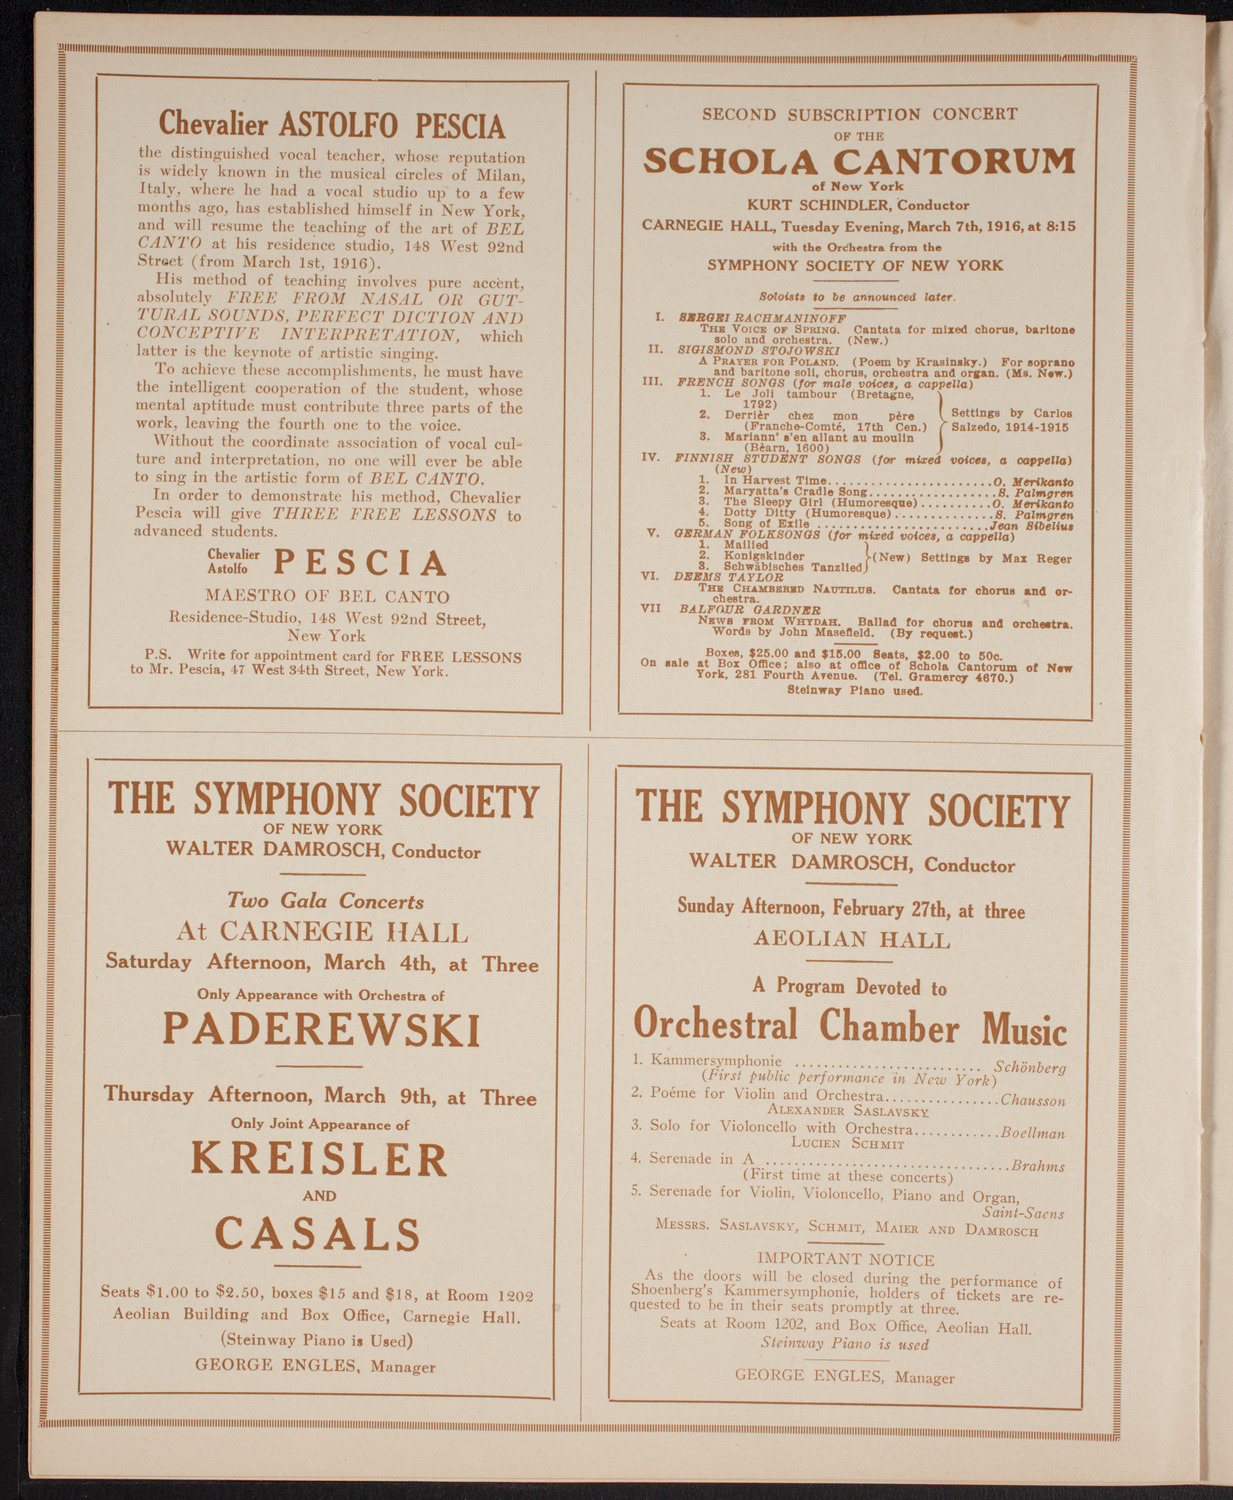 Chevalier ASTOLFO PESCIA
the distinguished vocal teacher, whose reputation
is widely known in the musical circles of Milan,
Italy, where he had a vocal studio up to a few
months ago, has established himself in New York,
and will resume the teaching of the art of BEL
CANTO at his residence studio, 148 West 92nd
Street (from March 1st, 1916).
His method of teaching involves pure accent,
absolutely FREE FROM NASAL OR GUT-
TURAL SOUNDS, PERFECT DICTION AND
CONCEPTIVE INTERPRETATION, which
latter is the keynote of artistic singing.
To achieve these accomplishments, he must have
the intelligent cooperation of the student, whose
mental aptitude must contribute three parts of the
work, leaving the fourth one to the voice.
Without the coordinate association of vocal cul-
ture and interpretation, no one will ever be able
to sing in the artistic form of BEL CANTO.
In order to demonstrate his method, Chevalier
Pescia will give THREE FREE LESSONS to
advanced students.
Chevalier Astolfo PESCIA
MAESTRO OF BEL CANTO
Residence-Studio, 148 West 92nd Street,
New York
P.S. Write for appointment card for FREE LESSONS
to Mr. Pescia, 47 West 34th Street, New York.
SECOND SUBSCRIPTION CONCERT
OF THE
SCHOLA CANTORUM
of New York
KURT SCHINDLER, Conductor
CARNEGIE HALL, Tuesday Evening, March 7th, 1916, at 8:15
with the Orchestra from the
SYMPHONY SOCIETY OF NEW YORK
Soloists to be announced later.
I. SERGEI RACHMANINOFF
THE VOICE OF SPRING. Cantata for mixed chorus, baritone
solo and orchestra. (New.)
II. SIGISMOND STOJOWSKI
A PRAYER FOR POLAND. (Poem by Krasinsky.) For soprano
and baritone soli, chorus, orchestra and organ. (Ms. New.)
III. FRENCH SONGS (for male voices, a cappella)
1. Le Joli tambour (Bretagne,
1792)
2. Derrièr chez mon père
(Franche-Comté, 17th Cen.)
3. Mariann' s'en allant au moulin
(Béarn, 1600)
Settings by Carlos
Salzedo, 1914-1915
IV. FINNISH STUDENT SONGS (for mixed voices, a cappella)
(New)
1. In Harvest Time.......................O. Merikanto
2. Maryatta's Cradle Song..................S. Palmgren
3. The Sleepy Girl (Humoresque)..........O. Merikanto
4. Dotty Ditty (Humoresque)..............S. Palmgren
5. Song of Exile ........................Jean Sibelius
V. GERMAN FOLKSONGS (for mixed voices, a cappella)
1. Mailied
2. Konigskinder
3. Schwäbisches Tanzlied
(New) Settings by Max Reger
VI. DEEMS TAYLOR
THE CHAMBERED NAUTILUS. Cantata for chorus and or-
chestra.
VII BALFOUR GARDNER
NEWS FROM WHYDAH. Ballad for chorus and orchestra.
Words by John Masefield. (By request.)
Boxes, $25.00 and $15.00 Seats, $2.00 to 50c.
On sale at Box Office; also at office of Schola Cantorum of New
York, 281 Fourth Avenue. (Tel. Gramercy 4670.)
Steinway Piano used.
THE SYMPHONY SOCIETY
OF NEW YORK
WALTER DAMROSCH, Conductor
Two Gala Concerts
At CARNEGIE HALL
Saturday Afternoon, March 4th, at Three
Only Appearance with Orchestra of
PADEREWSKI
Thursday Afternoon, March 9th, at Three
Only Joint Appearance of
KREISLER
AND
CASALS
Seats $1.00 to $2.50, boxes $15 and $18, at Room 1202
Aeolian Building and Box Office, Carnegie Hall.
(Steinway Piano is Used)
GEORGE ENGLES, Manager
THE SYMPHONY SOCIETY
OF NEW YORK
WALTER DAMROSCH, Conductor
Sunday Afternoon, February 27th, at three
AEOLIAN HALL
A Program Devoted to
Orchestral Chamber Music
1. Kammersymphonie ........................... Schönberg
(First public performance in New York)
2. Poéme for Violin and Orchestra................Chausson
ALEXANDER SASLAVSKY
3. Solo for Violoncello with Orchestra............Boellman
LUCIEN SCHMIT
4. Serenade in A ..................................Brahms
(First time at these concerts)
5. Serenade for Violin, Violoncello, Piano and Organ,
Saint-Saens
MESSRS. SASLAVSKY, SCHMIT, MAIER AND DAMROSCH
IMPORTANT NOTICE
As the doors will be closed during the performance of
Shoenberg's Kammersymphonie, holders of tickets are re-
quested to be in their seats promptly at three.
Seats at Room 1202, and Box Office, Aeolian Hall.
Steinway Piano is used
GEORGE ENGLES, Manager